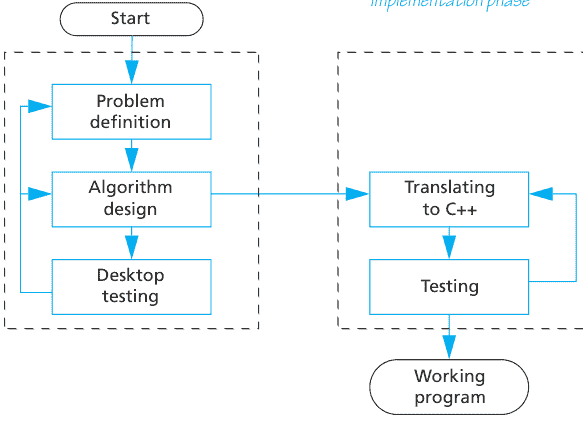 Implementation phase
Start
Problem
definition
Algorithm
design
Desktop
testing
Translating
to C++
Testing
Working
program